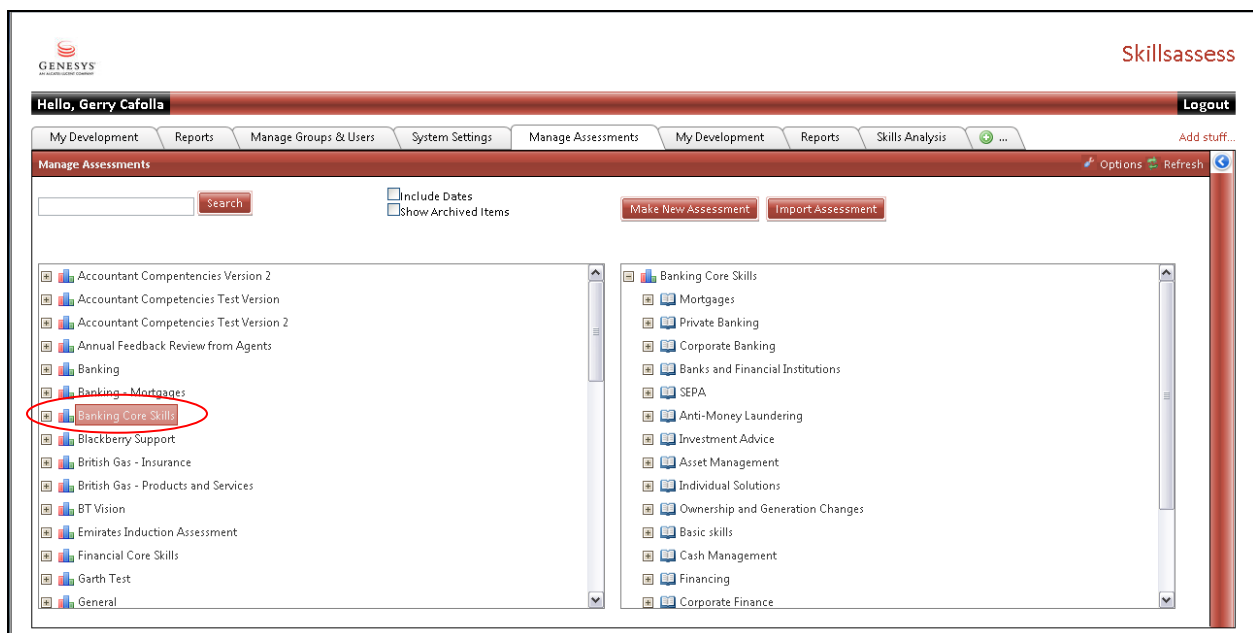 GENESYS
AN ALCATEL-LUCENT COMPANY
Skillsassess
Hello, Gerry Cafolla
Logout
My Development Reports Manage Groups & Users System Settings Manage Assessments My Development Reports Skills Analysis ...
Add stuff...
Manage Assessments
Options Refresh
Search
Include Dates
Show Archived Items
Make New Assessment Import Assessment
Accountant Compentencies Version 2
Accountant Competencies Test Version
Accountant Competencies Test Version 2
Annual Feedback Review from Agents
Banking
Banking - Mortgages
Banking Core Skills
Blackberry Support
British Gas - Insurance
British Gas - Products and Services
BT Vision
Emirates Induction Assessment
Financial Core Skills
Garth Test
General
Banking Core Skills
Mortgages
Private Banking
Corporate Banking
Banks and Financial Institutions
SEPA
Anti-Money Laundering
Investment Advice
Asset Management
Individual Solutions
Ownership and Generation Changes
Basic skills
Cash Management
Financing
Corporate Finance